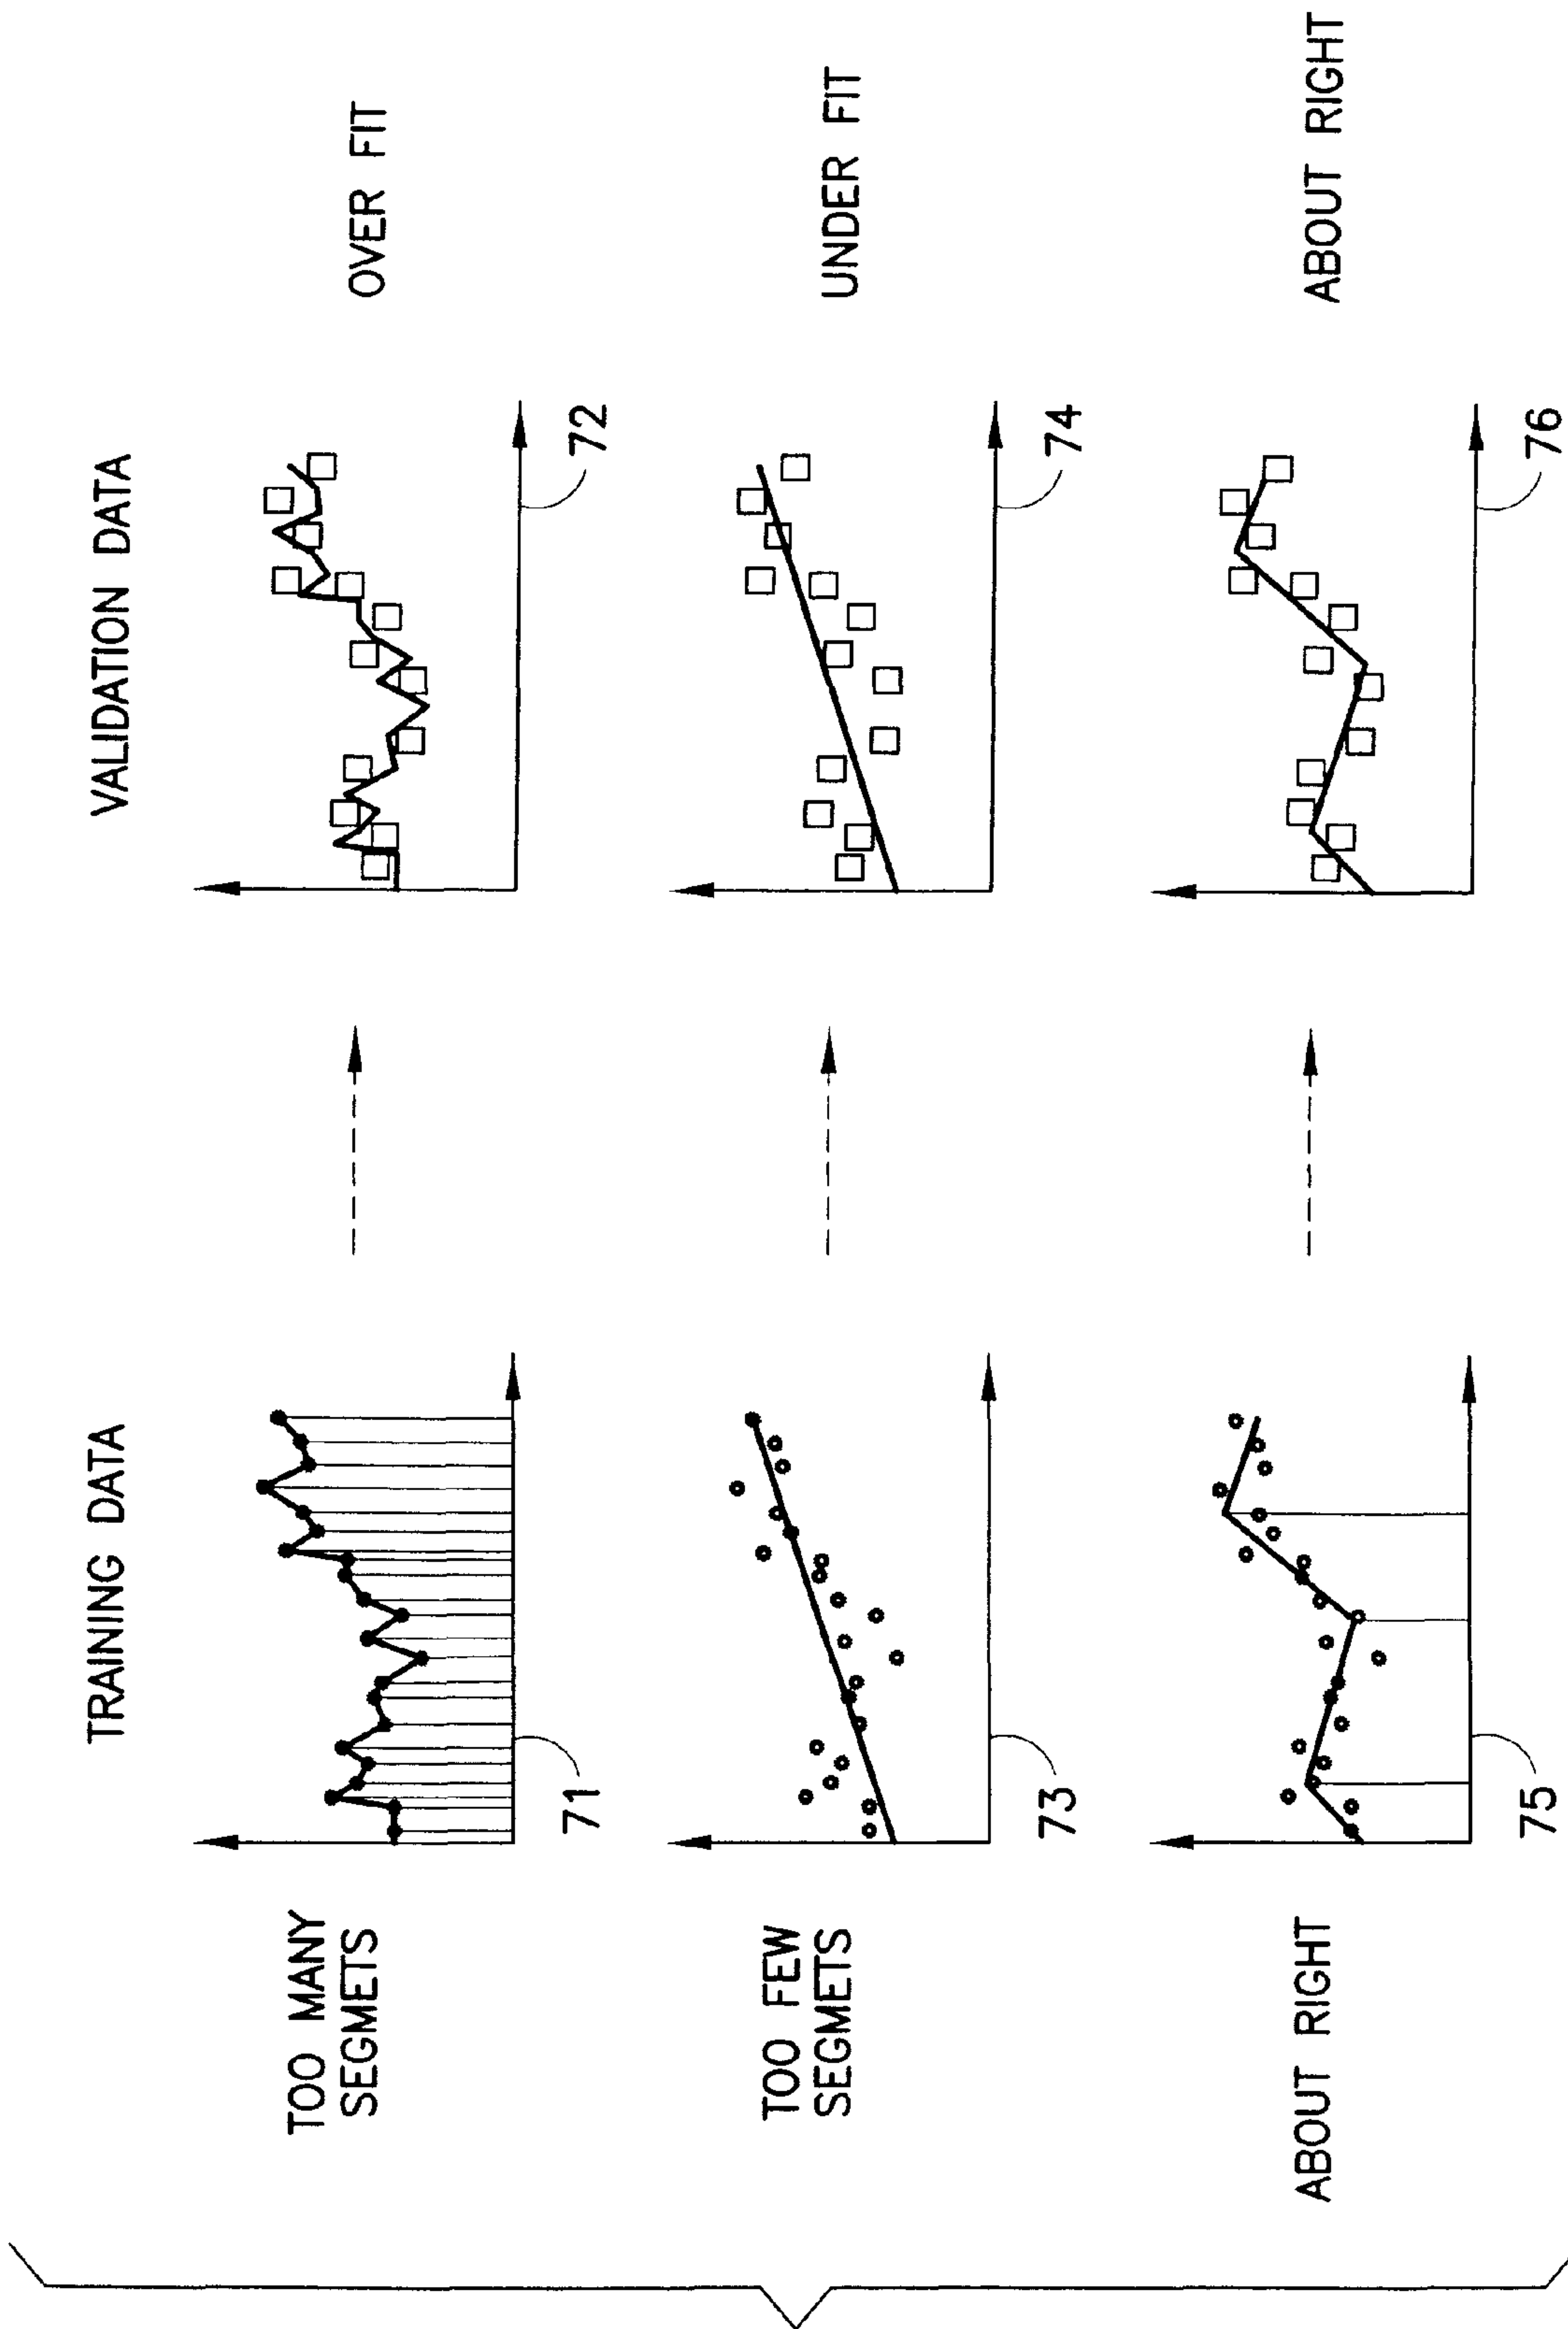 TRAINING DATA
VALIDATION DATA
TOO MANY
SEGMETS
71
72
OVER FIT
TOO FEW
SEGMETS
73
74
UNDER FIT
ABOUT RIGHT
75
76
ABOUT RIGHT